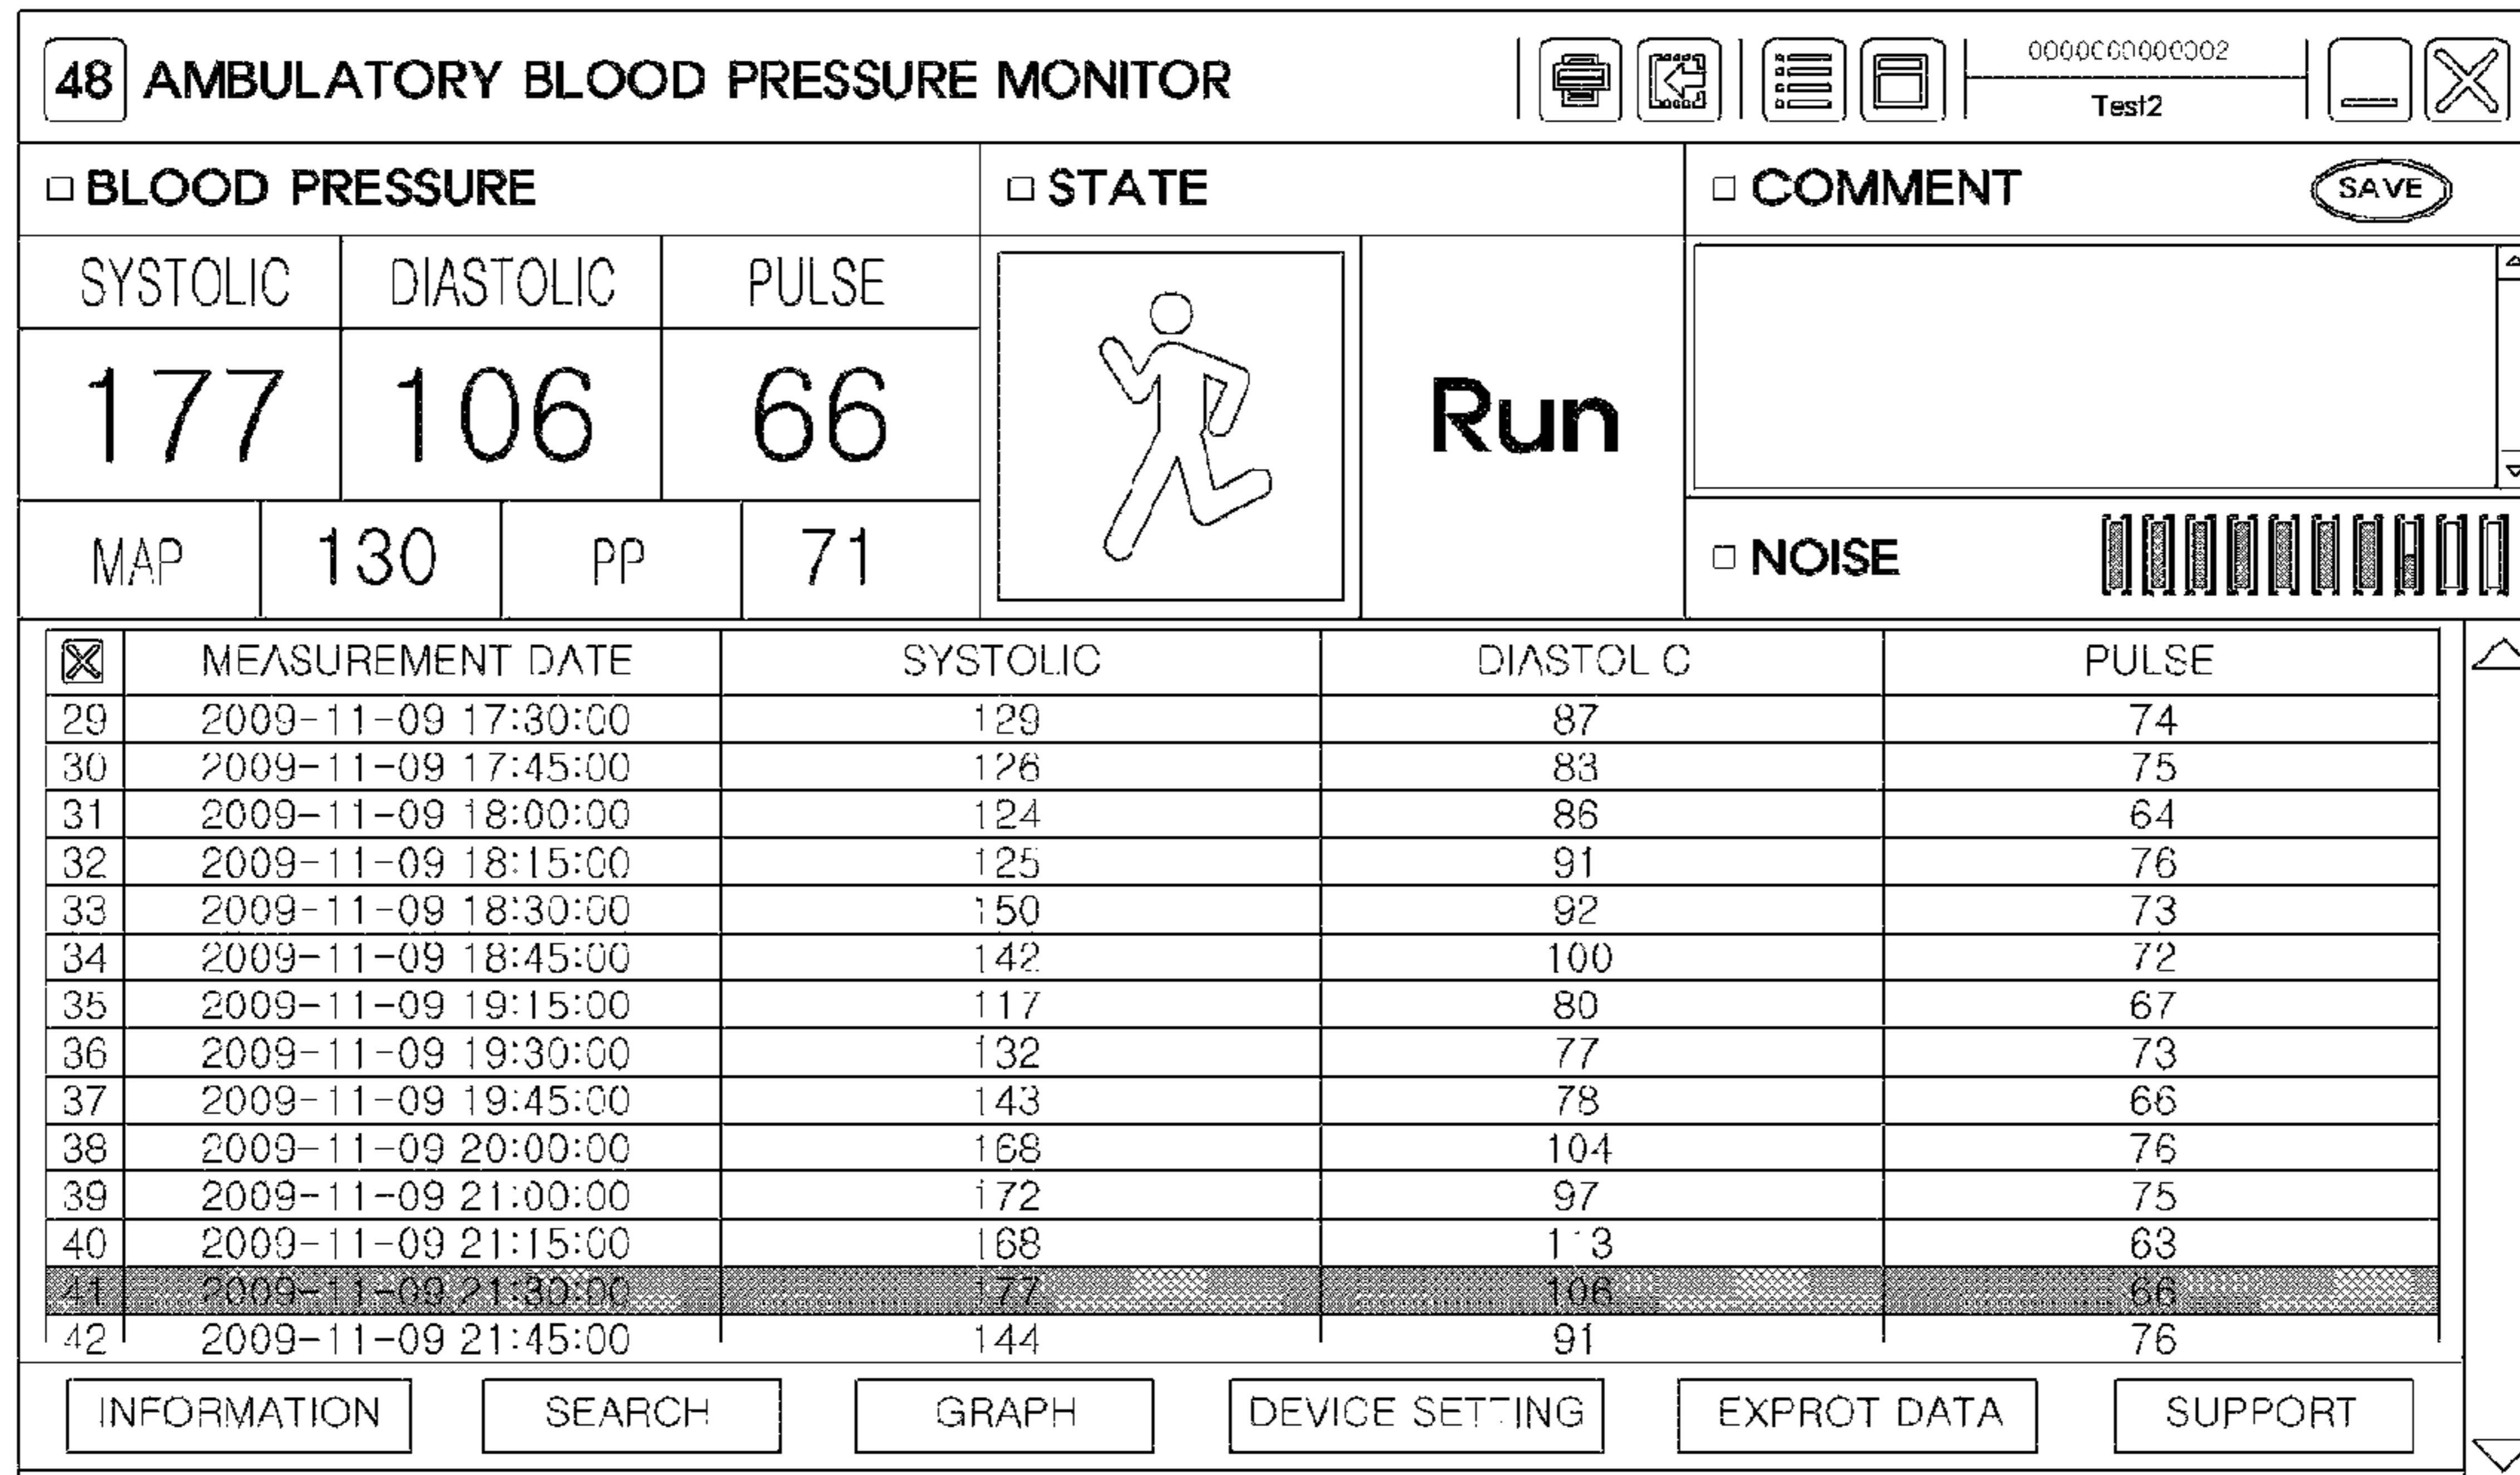 48 AMBULATORY BLOOD PRESSURE MONITOR
Test2
BLOOD PRESSURE STATE COMMENT SAVE
SYSTOLIC DIASTOLIC PULSE
177 106 66 Run
MAP 130 PP 71 NOISE
MEASUREMENT DATE SYSTOLIC DIASTOL C PULSE
29 2009-11-09 17:30:00 129 87 74
30 2009-11-09 17:45:00 126 83 75
31 2009-11-09 18:00:00 124 86 64
32 2009-11-09 18:15:00 125 91 76
33 2009-11-09 18:30:00 150 92 73
34 2009-11-09 18:45:00 142 100 72
35 2009-11-09 19:15:00 117 80 67
36 2009-11-09 19:30:00 132 77 73
37 2009-11-09 19:45:00 143 78 66
38 2009-11-09 20:00:00 168 104 76
39 2009-11-09 21:00:00 172 97 75
40 2009-11-09 21:15:00 168 113 63
41 2009-11-09 21:30:00 177 106 66
42 2009-11-09 21:45:00 144 91 76
INFORMATION SEARCH GRAPH DEVICE SETTING EXPROT DATA SUPPORT